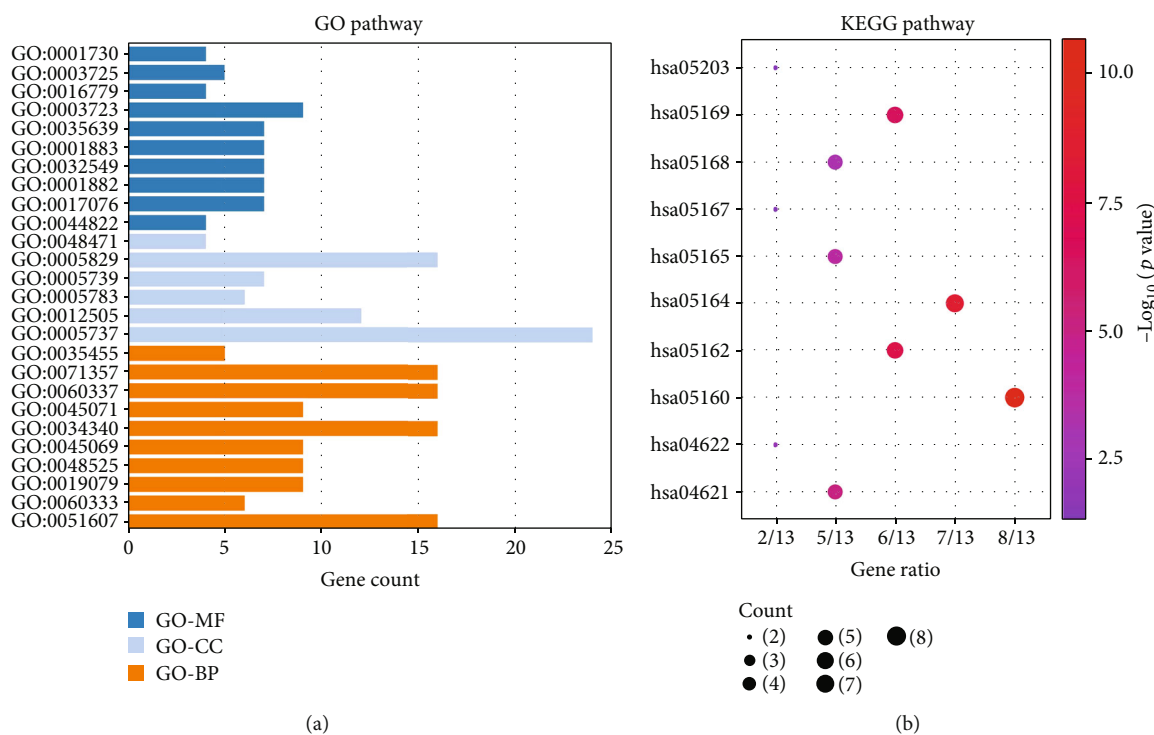 GO pathway
GO:0001730
GO:0003725
GO:0016779
GO:0003723
GO:0035639
GO:0001883
GO:0032549
GO:0001882
GO:0017076
GO:0044822
GO:0048471
GO:0005829
GO:0005739
GO:0005783
GO:0012505
GO:0005737
GO:0035455
GO:0071357
GO:0060337
GO:0045071
GO:0034340
GO:0045069
GO:0048525
GO:0019079
GO:0060333
GO:0051607
0 5 10 15 20 25
Gene count
GO-MF
GO-CC
GO-BP
(a)
KEGG pathway
hsa05203
hsa05169
hsa05168
hsa05167
hsa05165
hsa05164
hsa05162
hsa05160
hsa04622
hsa04621
2/13 5/13 6/13 7/13 8/13
Gene ratio
10.0
7.5
5.0
2.5
−Log₁₀ (p value)
Count
(2) (5) (8)
(3) (6)
(4) (7)
(b)